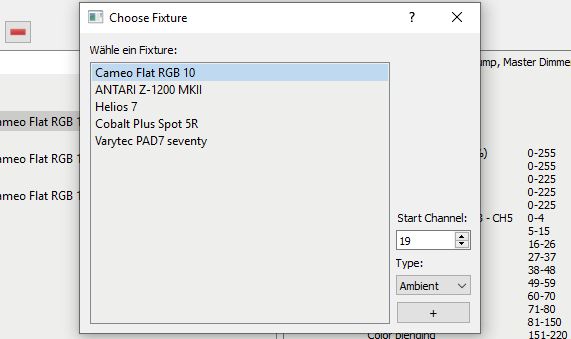 Choose Fixture
?
Wähle ein Fixture:
Cameo Flat RGB 10
ANTARI Z-1200 MKII
Helios 7
Cobalt Plus Spot 5R
Varytec PAD7 seventy
Start Channel:
19
Type:
Ambient
+
ameo Flat RGB 1
ameo Flat RGB 1
ameo Flat RGB 1
ump, Master Dimme
%) 0-255
0-255
0-225
0-225
- CH5 0-4
5-15
16-26
27-37
38-48
49-59
60-70
71-80
81-150
Color blending 151-220